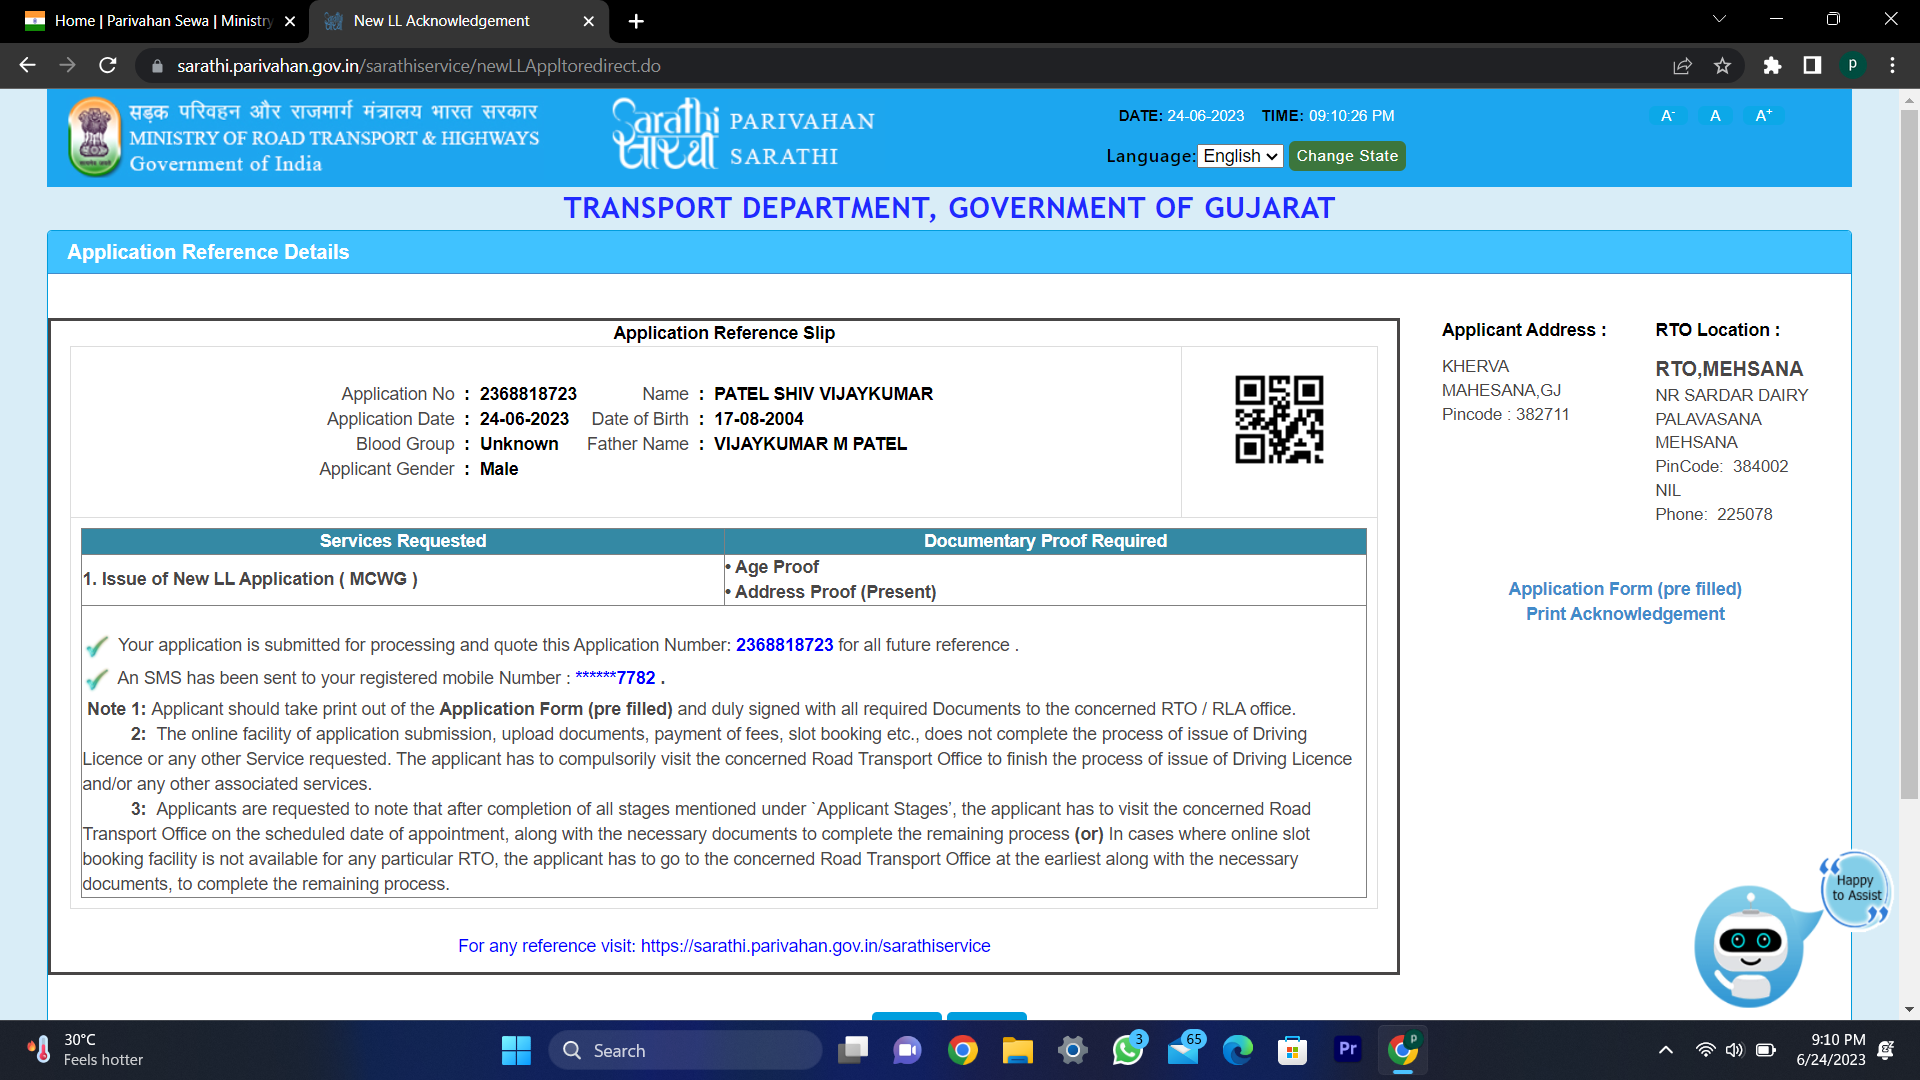 Home | Parivahan Sewa | Ministry
New LL Acknowledgement
sarathi.parivahan.gov.in/sarathiservice/newLLAppltoredirect.do
P
सड़क परिवहन और राजमार्ग मंत्रालय भारत सरकार
MINISTRY OF ROAD TRANSPORT & HIGHWAYS
Government of India
Sarathi PARIVAHAN
सारथी SARATHI
DATE: 24-06-2023 TIME: 09:10:26 PM
Language: English Change State
A- A A+
TRANSPORT DEPARTMENT, GOVERNMENT OF GUJARAT
Application Reference Details
Application Reference Slip
Application No : 2368818723 Name : PATEL SHIV VIJAYKUMAR
Application Date : 24-06-2023 Date of Birth : 17-08-2004
Blood Group : Unknown Father Name : VIJAYKUMAR M PATEL
Applicant Gender : Male
Services Requested Documentary Proof Required
1. Issue of New LL Application ( MCWG )
• Age Proof
• Address Proof (Present)
Your application is submitted for processing and quote this Application Number: 2368818723 for all future reference .
An SMS has been sent to your registered mobile Number : ******7782 .
Note 1: Applicant should take print out of the Application Form (pre filled) and duly signed with all required Documents to the concerned RTO / RLA office.
2: The online facility of application submission, upload documents, payment of fees, slot booking etc., does not complete the process of issue of Driving
Licence or any other Service requested. The applicant has to compulsorily visit the concerned Road Transport Office to finish the process of issue of Driving Licence
and/or any other associated services.
3: Applicants are requested to note that after completion of all stages mentioned under `Applicant Stages’, the applicant has to visit the concerned Road
Transport Office on the scheduled date of appointment, along with the necessary documents to complete the remaining process (or) In cases where online slot
booking facility is not available for any particular RTO, the applicant has to go to the concerned Road Transport Office at the earliest along with the necessary
documents, to complete the remaining process.
For any reference visit: https://sarathi.parivahan.gov.in/sarathiservice
Applicant Address :
KHERVA
MAHESANA,GJ
Pincode : 382711
RTO Location :
RTO,MEHSANA
NR SARDAR DAIRY
PALAVASANA
MEHSANA
PinCode: 384002
NIL
Phone: 225078
Application Form (pre filled)
Print Acknowledgement
Happy
to Assist
30°C
Feels hotter
Search
3
65
Pr
P
9:10 PM
6/24/2023